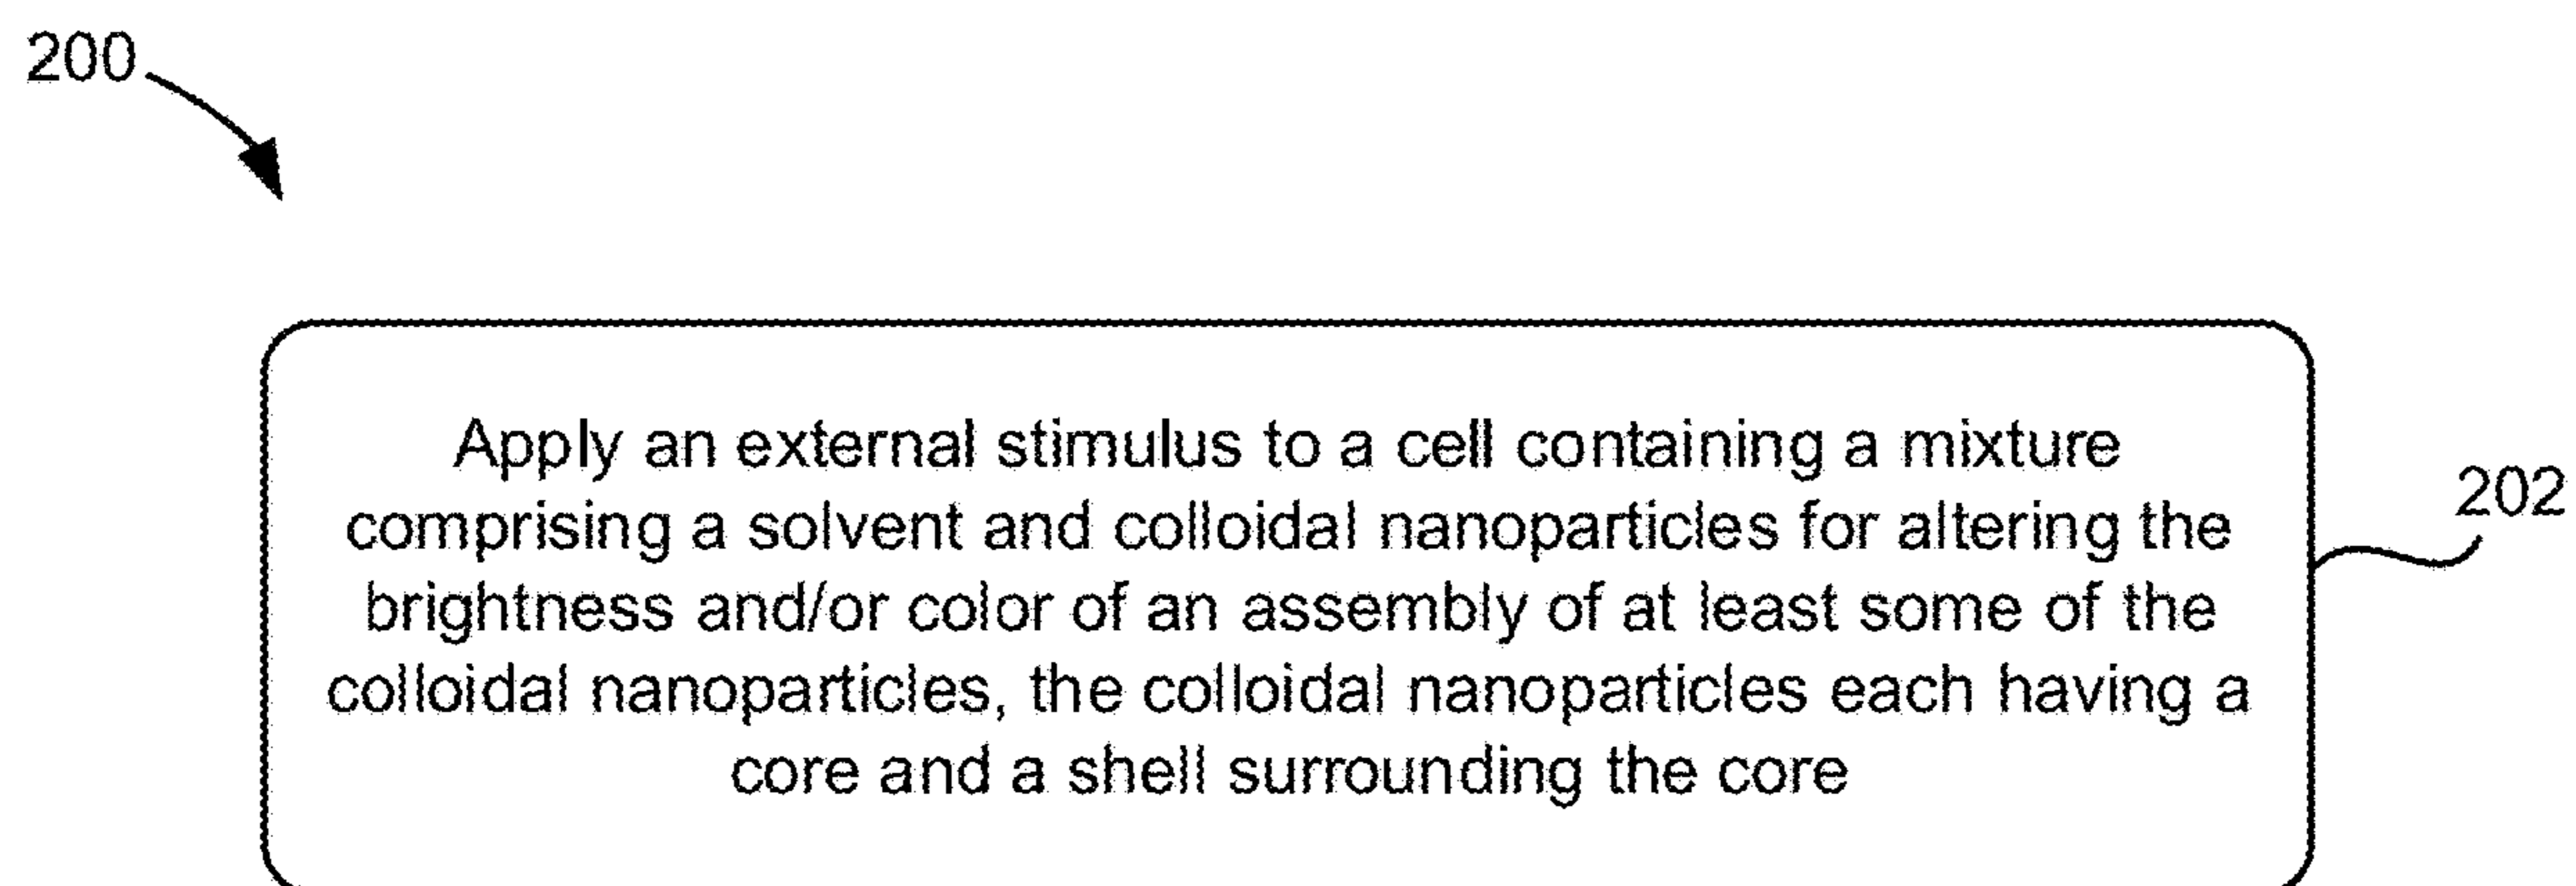 200
Apply an external stimulus to a cell containing a mixture
comprising a solvent and colloidal nanoparticles for altering the
brightness and/or color of an assembly of at least some of the
colloidal nanoparticles, the colloidal nanoparticles each having a
core and a shell surrounding the core
202